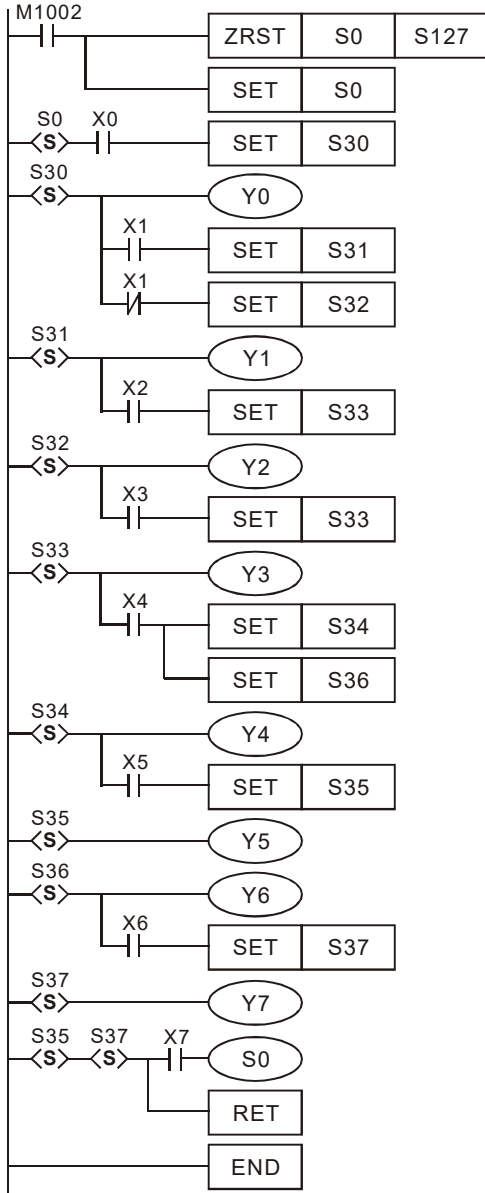 M1002
ZRST S0 S127
SET S0
S0 X0
S SET S30
S30
S Y0
X1
SET S31
X1
SET S32
S31
S Y1
X2
SET S33
S32
S Y2
X3
SET S33
S33
S Y3
X4
SET S34
SET S36
S34
S Y4
X5
SET S35
S35
S Y5
S36
S Y6
X6
SET S37
S37
S Y7
S35 S37 X7
S S S0
RET
END